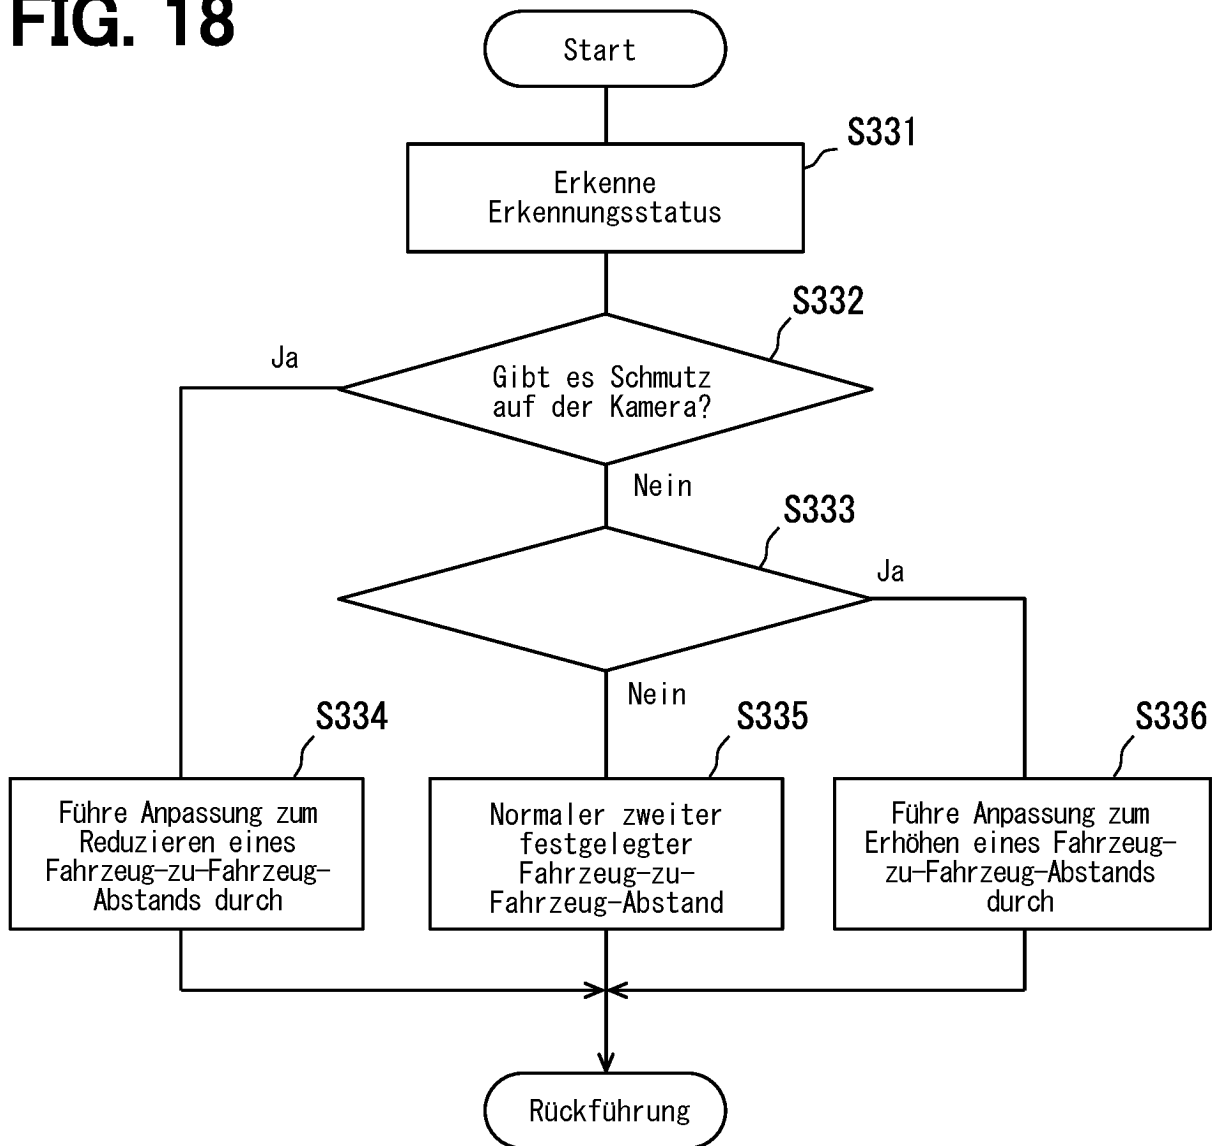 FIG. 18
Start
S331
Erkenne
Erkennungsstatus
S332
Ja
Gibt es Schmutz
auf der Kamera?
Nein
S333
Ja
Nein
S334
S335
S336
Führe Anpassung zum
Reduzieren eines
Fahrzeug-zu-Fahrzeug-
Abstands durch
Normaler zweiter
festgelegter
Fahrzeug-zu-
Fahrzeug-Abstand
Führe Anpassung zum
Erhöhen eines Fahrzeug-
zu-Fahrzeug-Abstands
durch
Rückführung